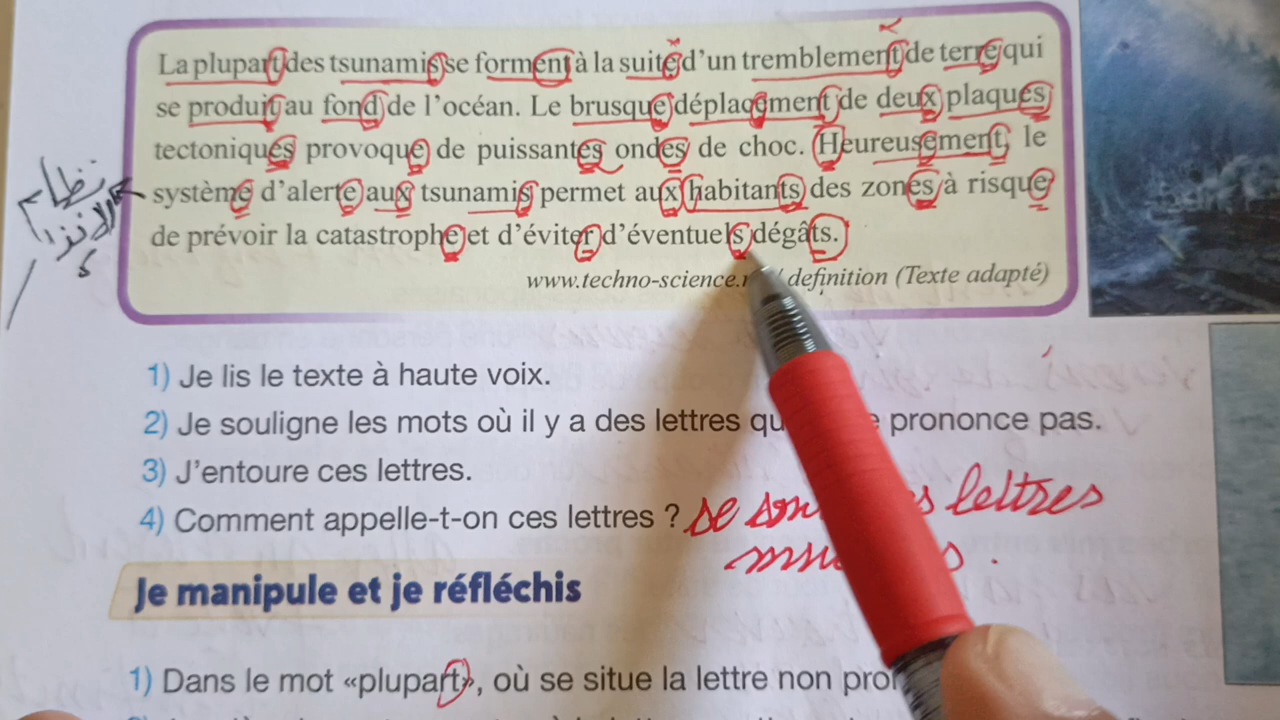 La plupart des tsunamis se forment à la suite d'un tremblement de terre qui
se produit au fond de l'océan. Le brusque déplacement de deux plaques
tectoniques provoque de puissantes ondes de choc. Heureusement, le
système d'alerte aux tsunamis permet aux habitants des zones à risque
de prévoir la catastrophe et d'éviter d'éventuels dégâts.
www.techno-science. definition (Texte adapté)
نظام
الانذار
1) Je lis le texte à haute voix.
2) Je souligne les mots où il y a des lettres qu prononce pas.
3) J'entoure ces lettres.
4) Comment appelle-t-on ces lettres ? se son s lettres
mu s .
Je manipule et je réfléchis
1) Dans le mot «plupart», où se situe la lettre non pro